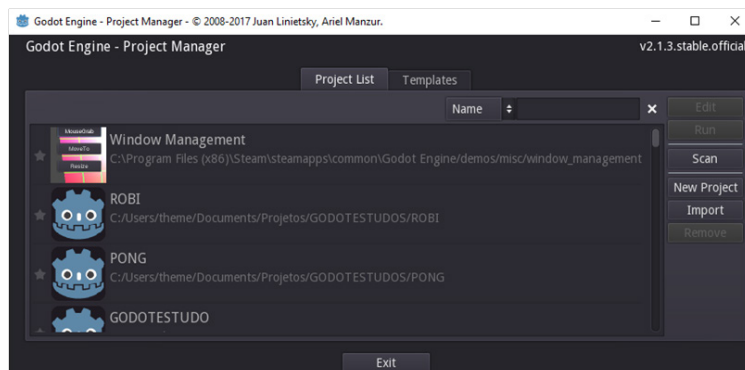 Godot Engine - Project Manager - © 2008-2017 Juan Linietsky, Ariel Manzur.
Godot Engine - Project Manager
v2.1.3.stable.official
Project List
Templates
Name
Edit
Run
Scan
New Project
Import
Remove
MouseGrab
MoveTo
Resize
Window Management
C:\Program Files (x86)\Steam\steamapps\common\Godot Engine/demos/misc/window_management
ROBI
C:/Users/theme/Documents/Projetos/GODOTESTUDOS/ROBI
PONG
C:/Users/theme/Documents/Projetos/GODOTESTUDOS/PONG
GODOTESTUDO
Exit